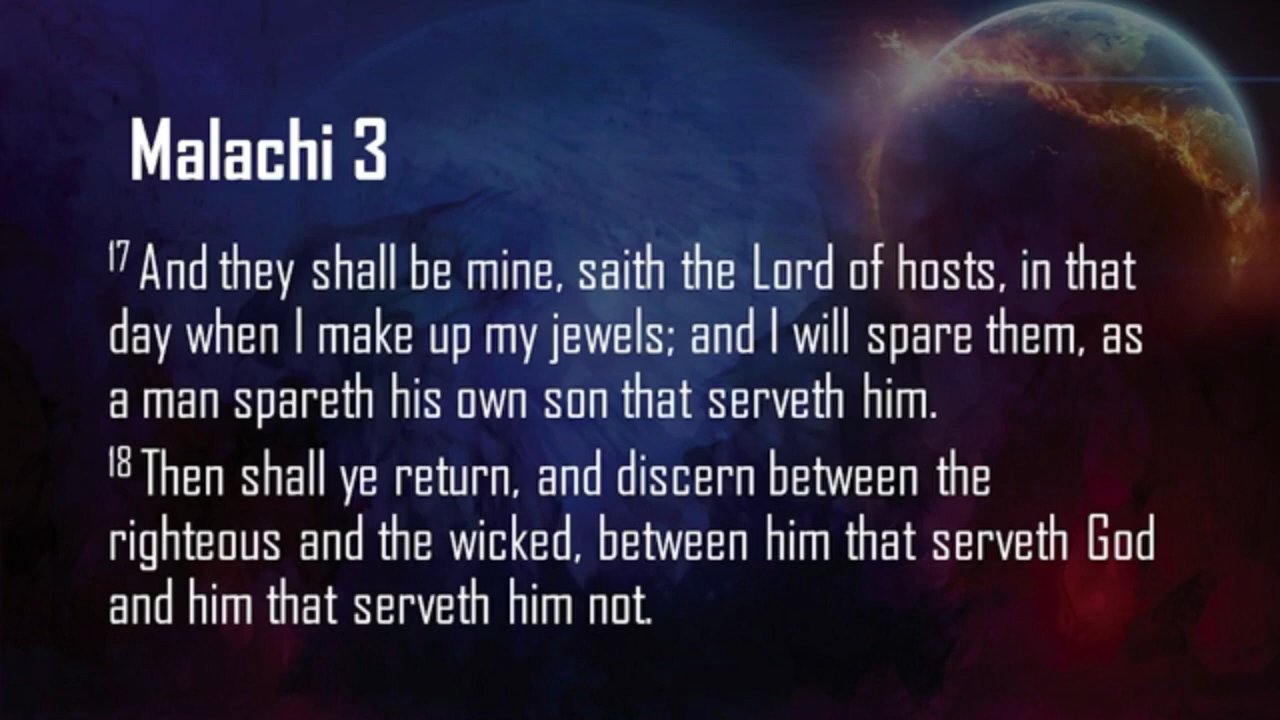 Malachi 3
17 And they shall be mine, saith the Lord of hosts, in that
day when I make up my jewels; and I will spare them, as
a man spareth his own son that serveth him.
18 Then shall ye return, and discern between the
righteous and the wicked, between him that serveth God
and him that serveth him not.